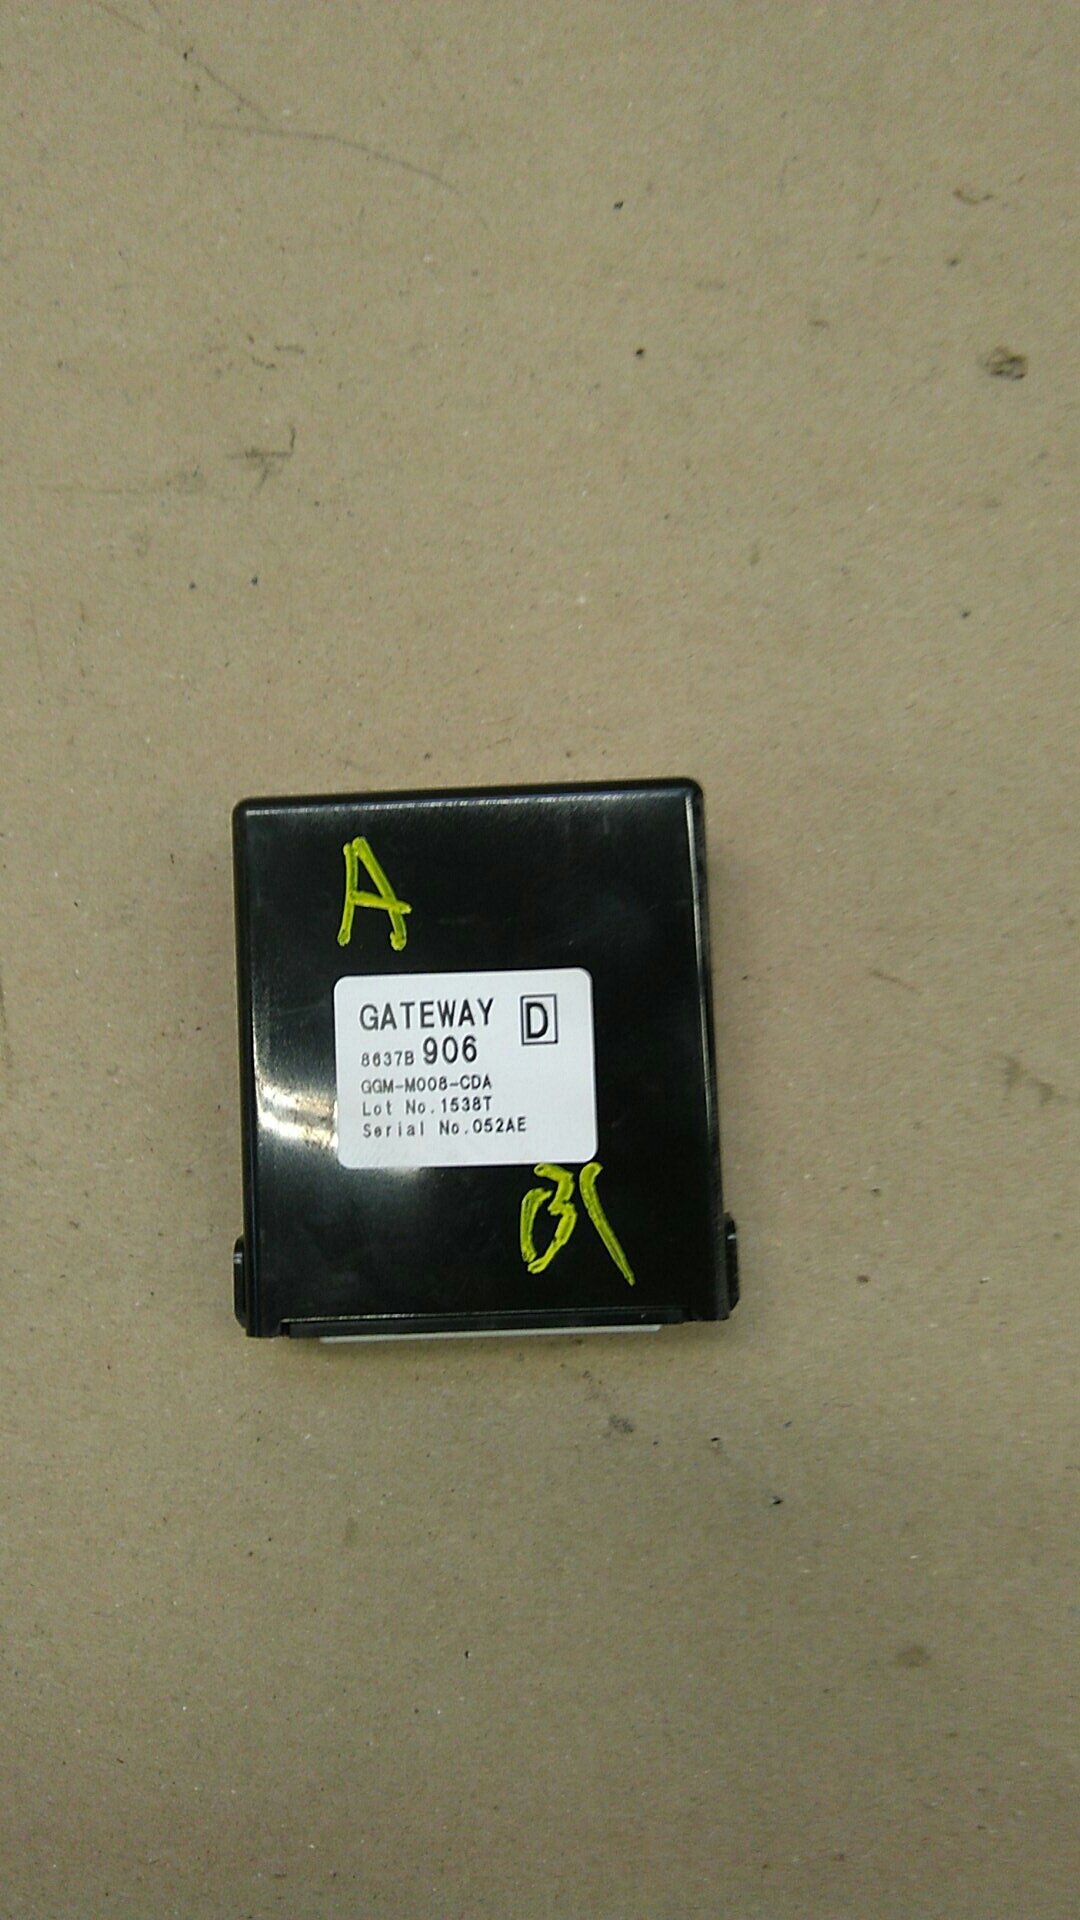 A
GATEWAY D
8637B 906
GGM-M008-CDA
Lot No.1538T
Serial No.052AE